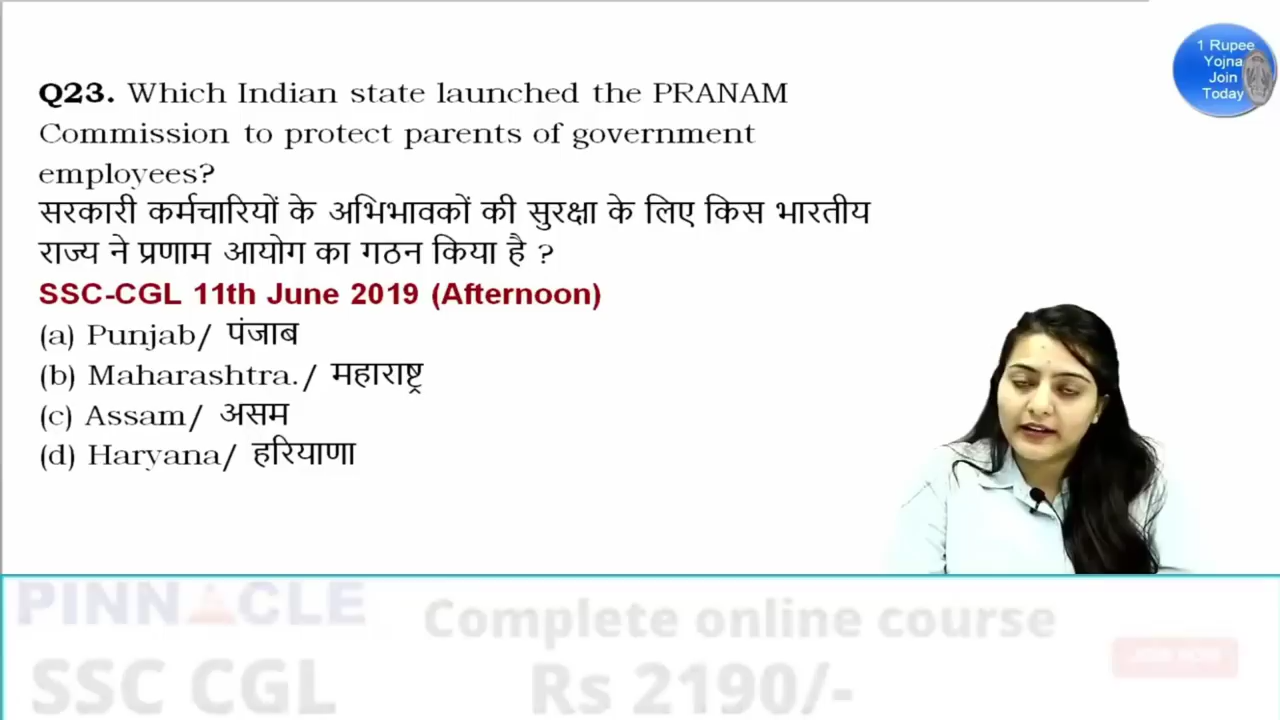 1 Rupee
Yojna
Join
Today
Q23. Which Indian state launched the PRANAM
Commission to protect parents of government
employees?
सरकारी कर्मचारियों के अभिभावकों की सुरक्षा के लिए किस भारतीय
राज्य ने प्रणाम आयोग का गठन किया है ?
SSC-CGL 11th June 2019 (Afternoon)
(a) Punjab/ पंजाब
(b) Maharashtra./ महाराष्ट्र
(c) Assam/ असम
(d) Haryana/ हरियाणा
PINNACLE
Complete online course
SSC CGL
Rs 2190/-
JOIN NOW